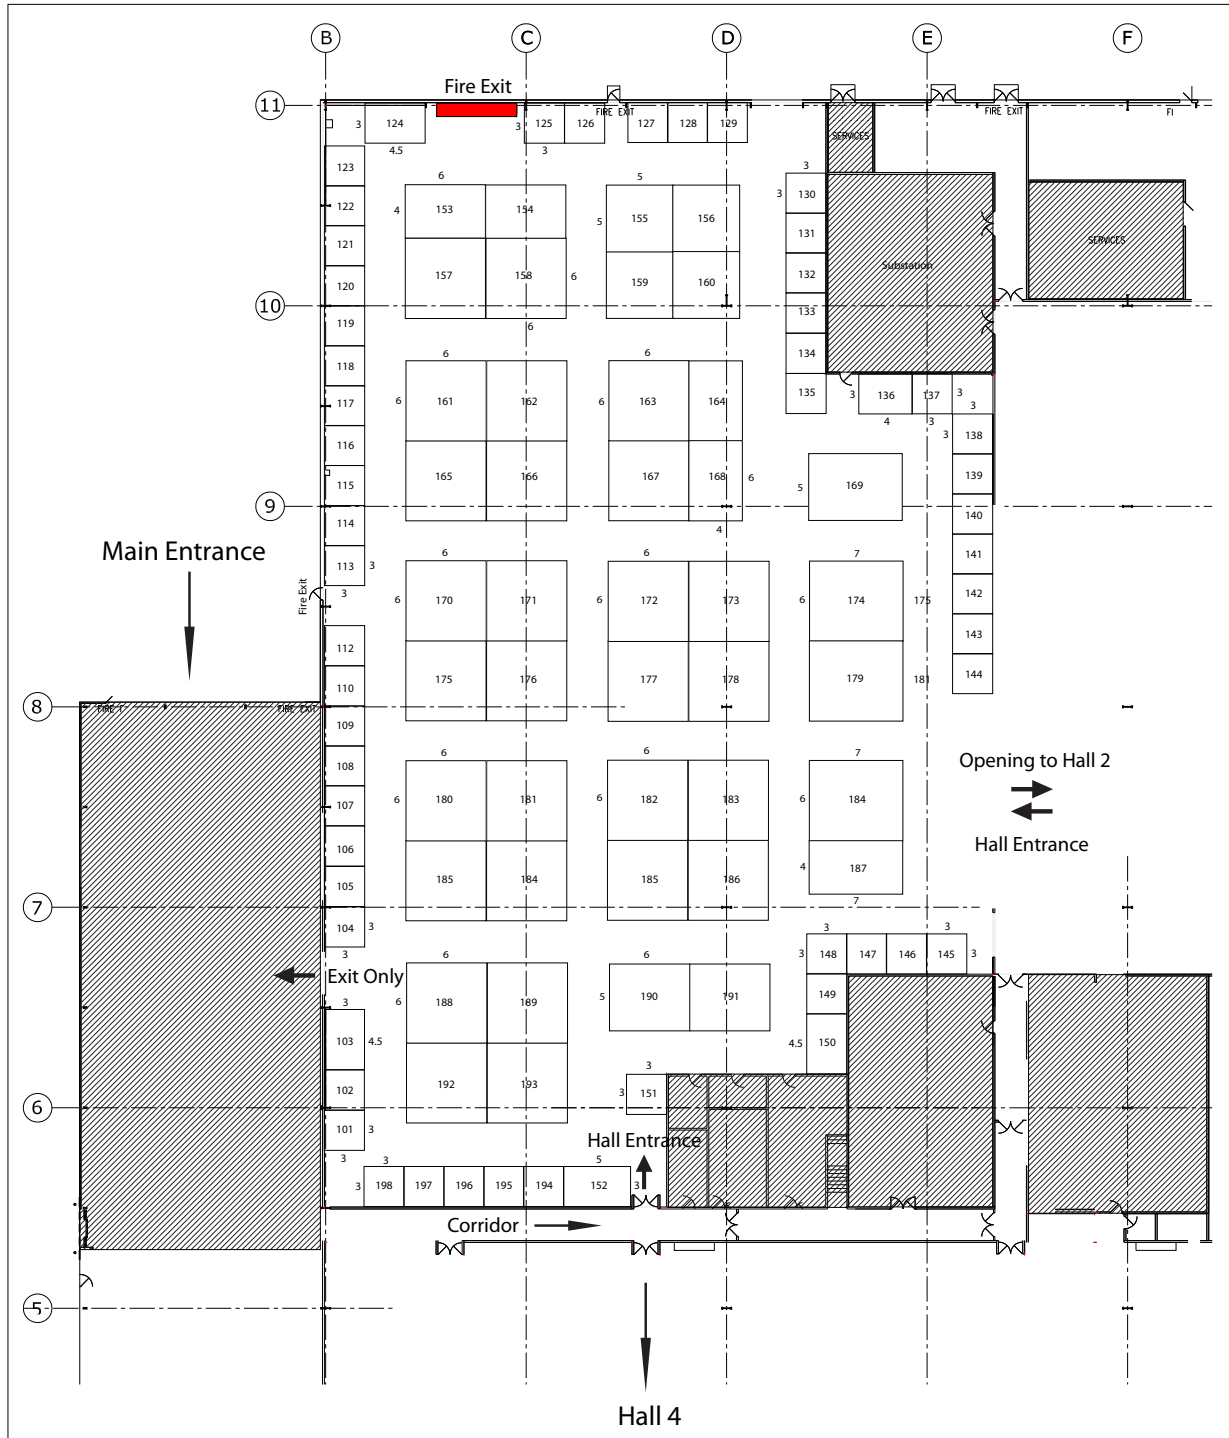 B C D E F
Fire Exit
11
3 124 3 125 126 FIRE EXIT 127 128 129 SERVICES FIRE EXIT FI
4.5 3
123 3
6 5
122 4 153 154 5 155 156 3 130 SERVICES
121 131
120 157 158 6 159 160 132 Substation
10
119 6 133
118 6 6 134
117 6 161 162 6 163 164 135 3 136 137 3 3
4 3 3 138
116
115 165 166 167 168 6 5 169 139
9
114 4 140
Main Entrance
113 3 6 6 7 141
3
Fire Exit
6 170 171 6 172 173 6 174 175 142
112 143
110 175 176 177 178 179 181 144
8
FIRE EXIT
109
108 6 6 7 Opening to Hall 2
107 6 180 181 6 182 183 6 184
106 Hall Entrance
105 185 184 185 186 4 187
7
7
104 3 3 3
3 6 6 3 148 147 146 145 3
Exit Only
3 6 188 189 5 190 191 149
103 4.5 4.5 150
3
102 192 193 3 151
6
101 3 Hall Entrance
3 3 5
3 198 197 196 195 194 152 3
Corridor
5
Hall 4